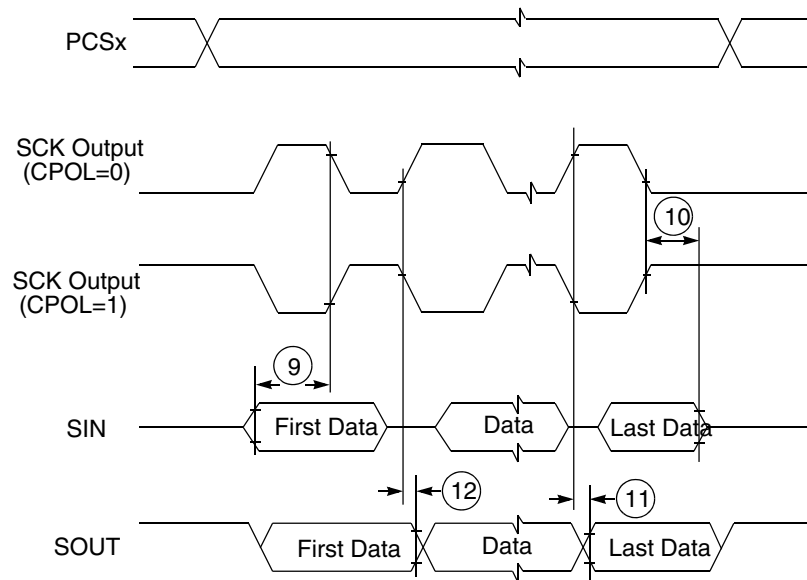 PCSx
SCK Output
(CPOL=0)
10
SCK Output
(CPOL=1)
9
SIN
First Data
Data
Last Data
12
11
SOUT
First Data
Data
Last Data